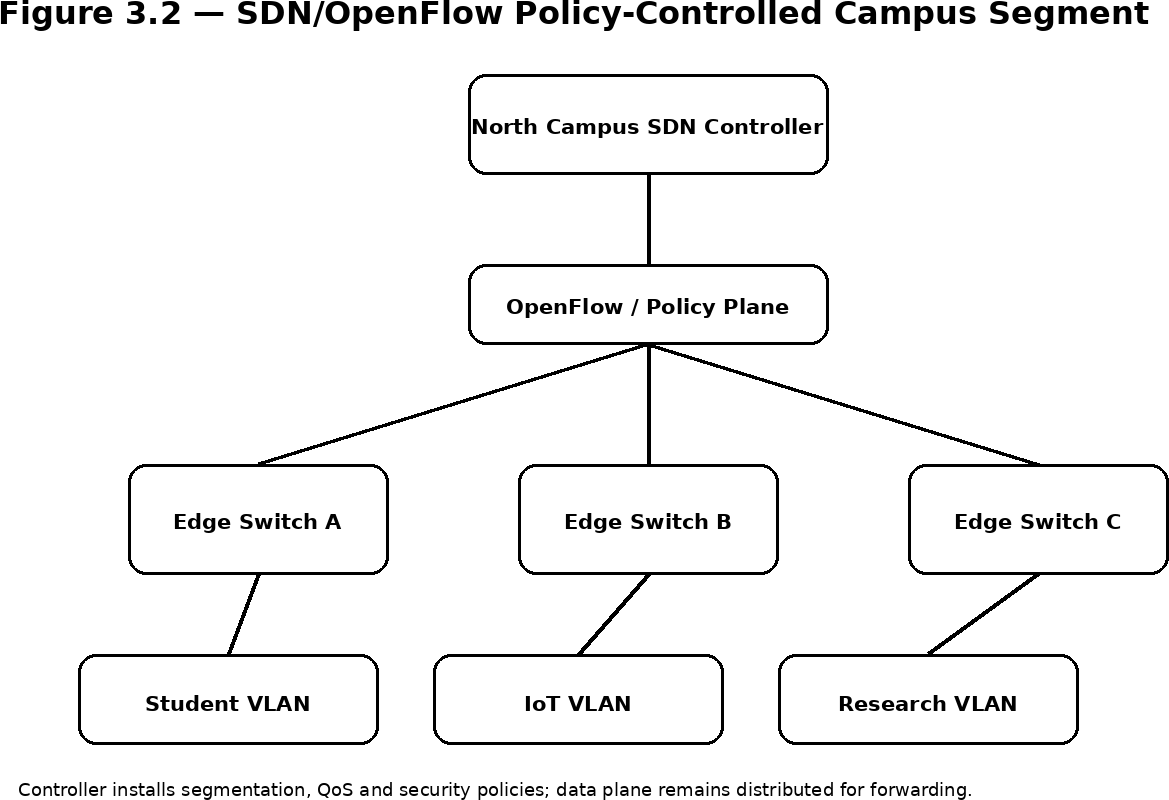 Figure 3.2 — SDN/OpenFlow Policy-Controlled Campus Segment
North Campus SDN Controller
OpenFlow / Policy Plane
Edge Switch A
Edge Switch B
Edge Switch C
Student VLAN
IoT VLAN
Research VLAN
Controller installs segmentation, QoS and security policies; data plane remains distributed for forwarding.